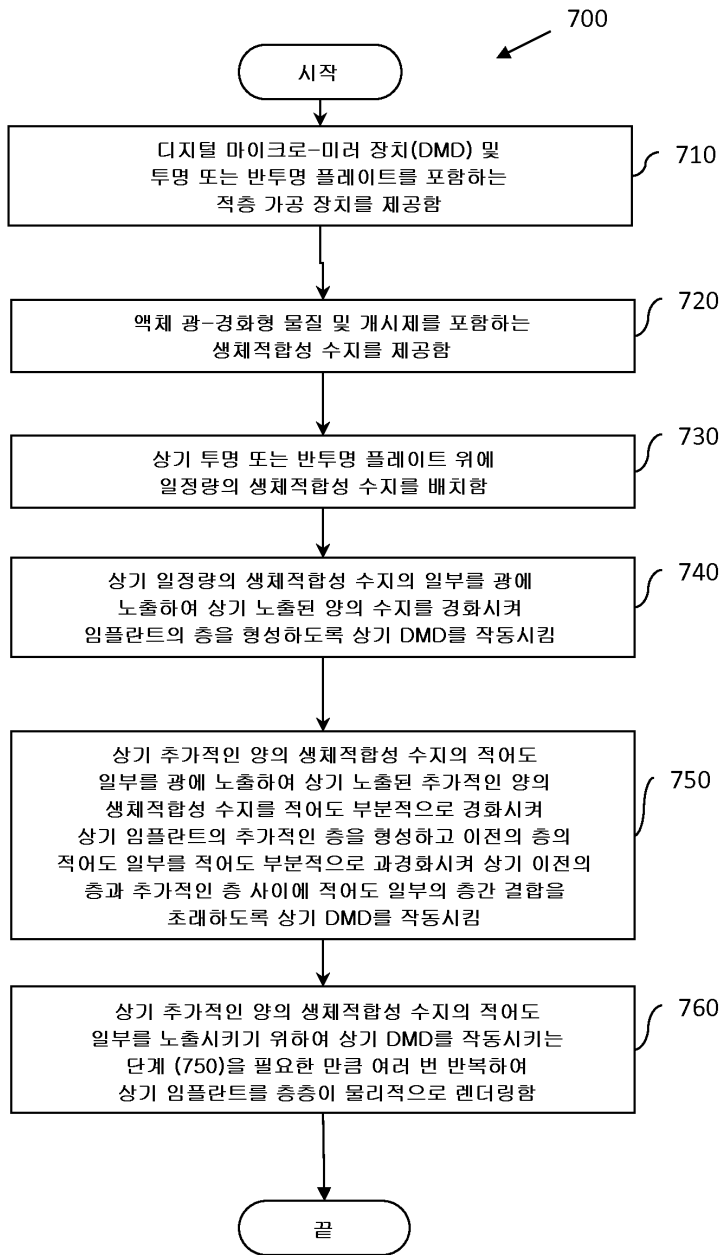 700
시작
디지털 마이크로-미러 장치(DMD) 및
투명 또는 반투명 플레이트를 포함하는
적층 가공 장치를 제공함
710
액체 광-경화형 물질 및 개시제를 포함하는
생체적합성 수지를 제공함
720
상기 투명 또는 반투명 플레이트 위에
일정량의 생체적합성 수지를 배치함
730
상기 일정량의 생체적합성 수지의 일부를 광에
노출하여 상기 노출된 양의 수지를 경화시켜
임플란트의 층을 형성하도록 상기 DMD를 작동시킴
740
상기 추가적인 양의 생체적합성 수지의 적어도
일부를 광에 노출하여 상기 노출된 추가적인 양의
생체적합성 수지를 적어도 부분적으로 경화시켜
상기 임플란트의 추가적인 층을 형성하고 이전의 층의
적어도 일부를 적어도 부분적으로 과경화시켜 상기 이전의
층과 추가적인 층 사이에 적어도 일부의 층간 결합을
초래하도록 상기 DMD를 작동시킴
750
상기 추가적인 양의 생체적합성 수지의 적어도
일부를 노출시키기 위하여 상기 DMD를 작동시키는
단계 (750)을 필요한 만큼 여러 번 반복하여
상기 임플란트를 층층이 물리적으로 렌더링함
760
끝